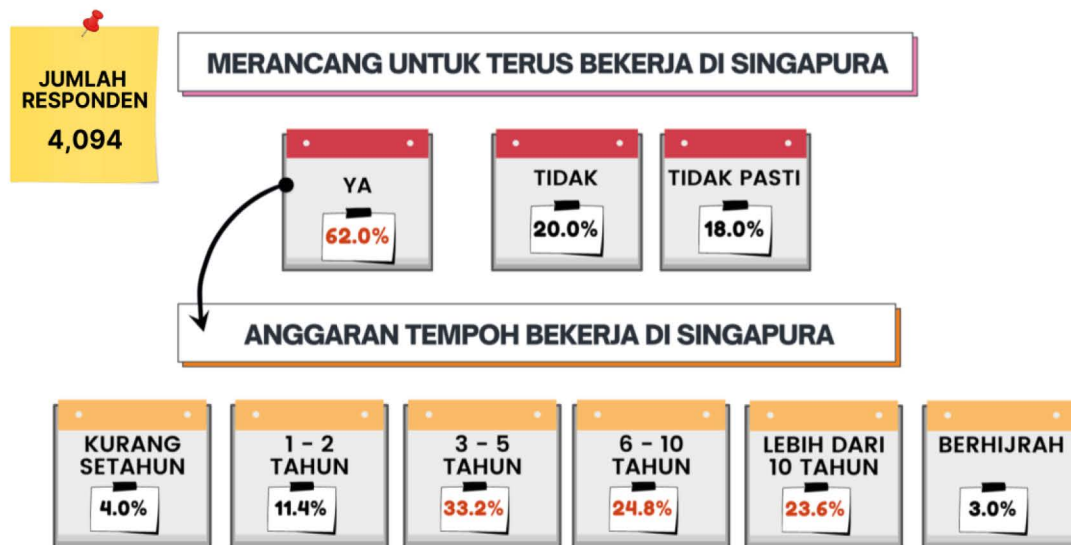 JUMLAH
RESPONDEN
4,094
MERANCANG UNTUK TERUS BEKERJA DI SINGAPURA
YA
62.0%
TIDAK
20.0%
TIDAK PASTI
18.0%
ANGGARAN TEMPOH BEKERJA DI SINGAPURA
KURANG
SETAHUN
4.0%
1 – 2
TAHUN
11.4%
3 – 5
TAHUN
33.2%
6 – 10
TAHUN
24.8%
LEBIH DARI
10 TAHUN
23.6%
BERHIJRAH
3.0%